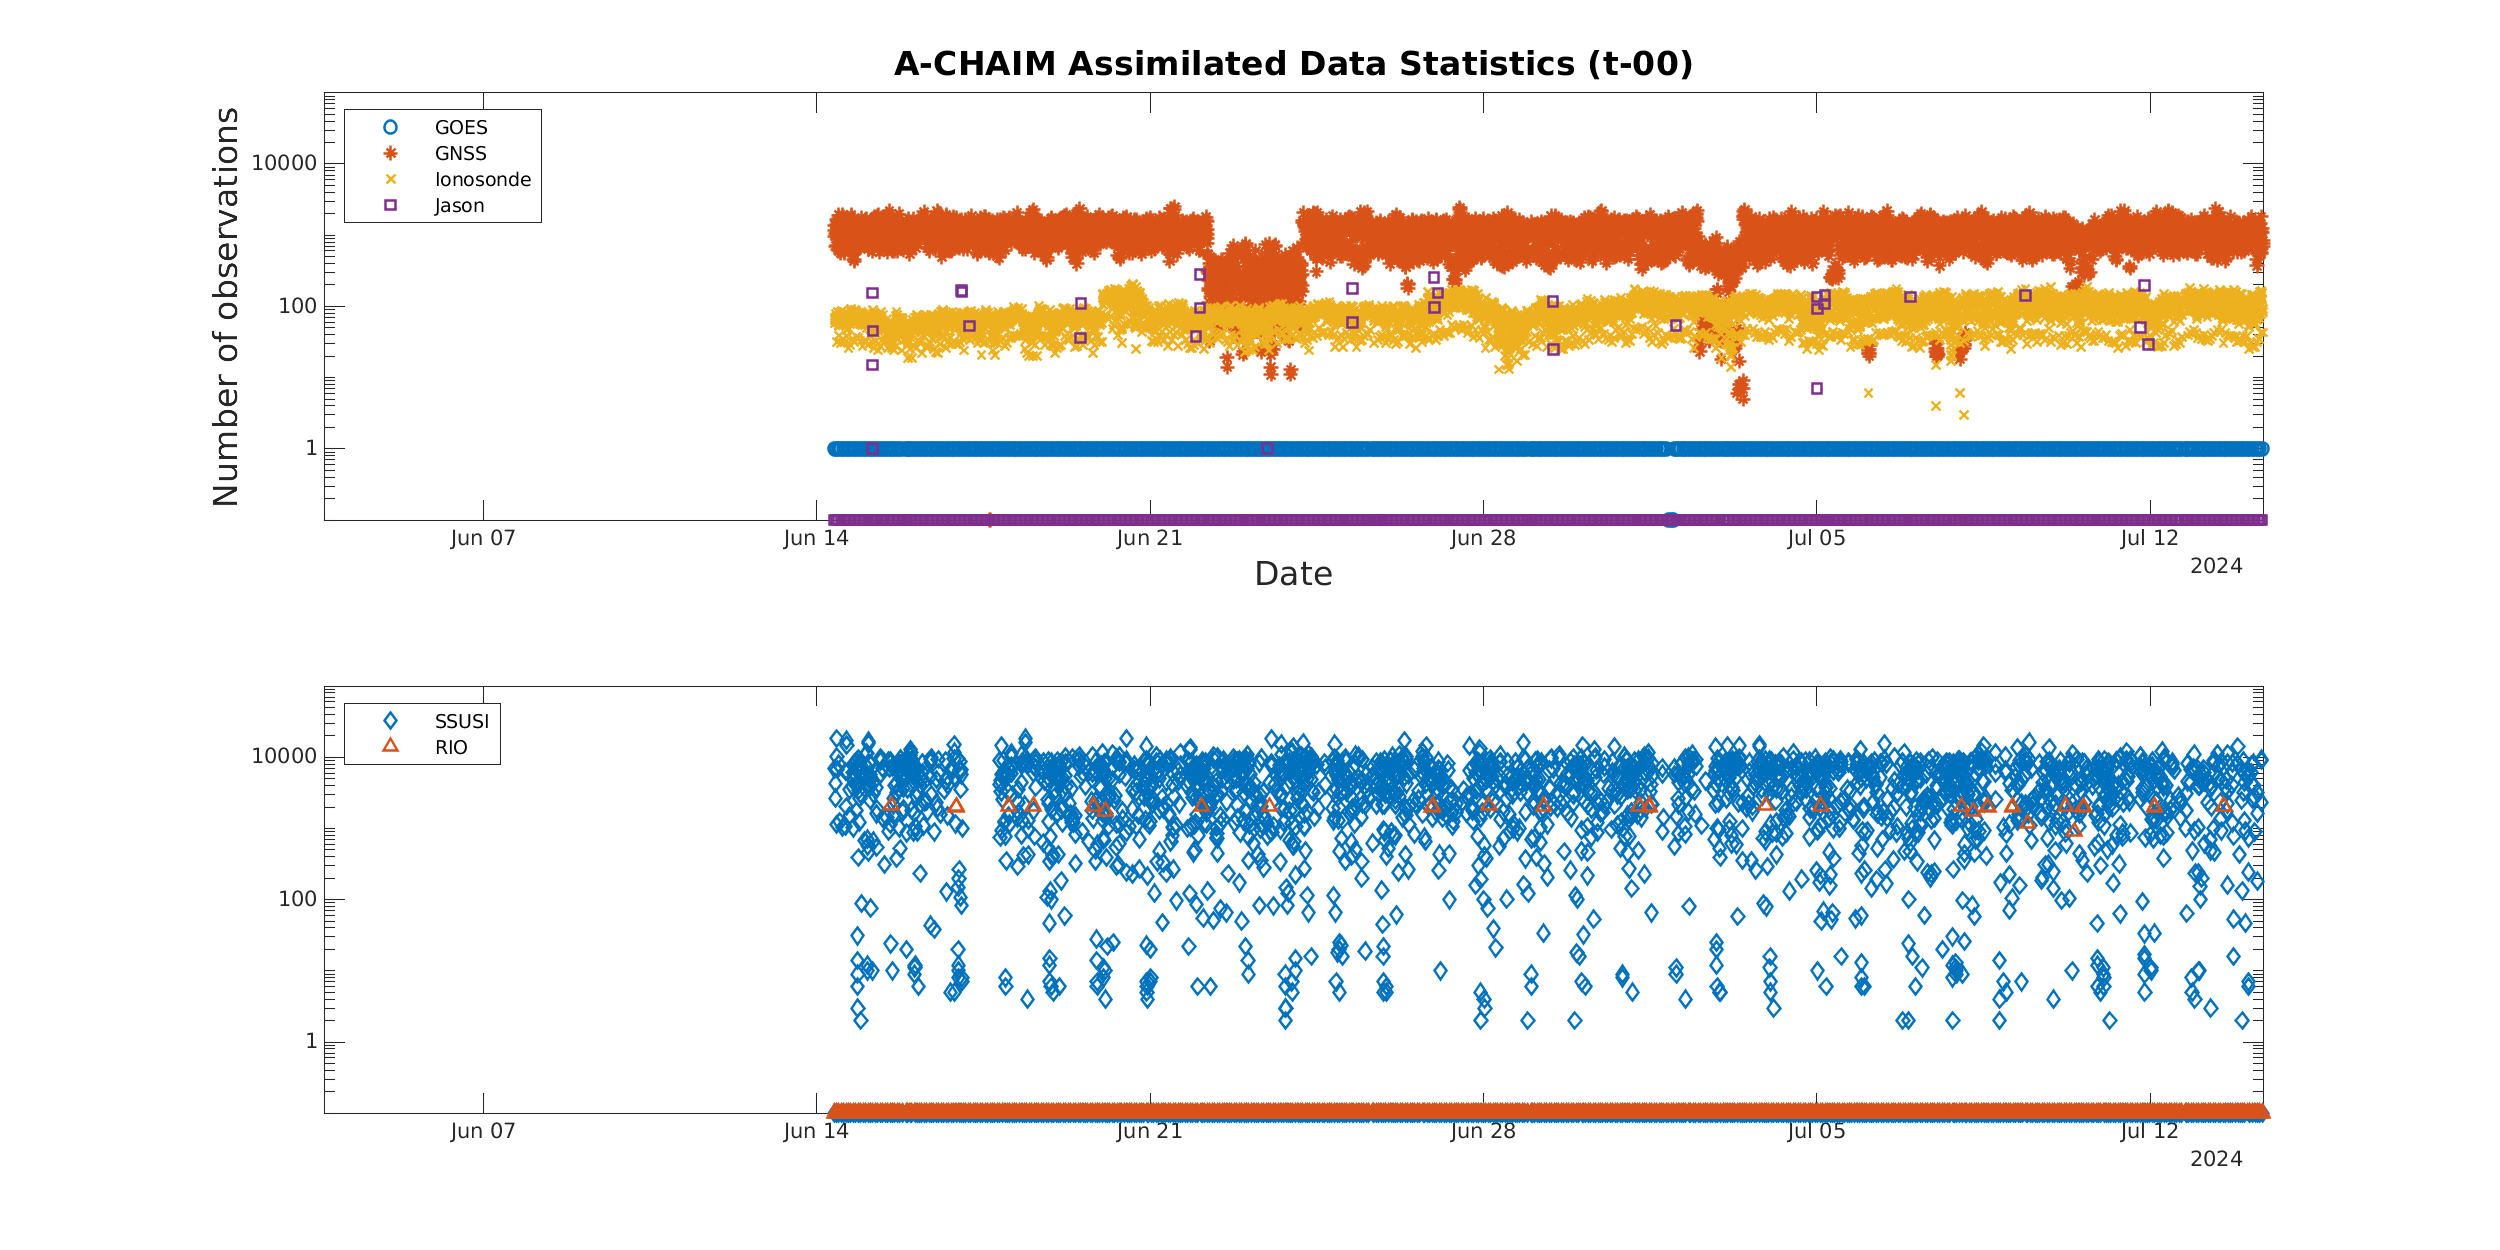 A-CHAIM Assimilated Data Statistics (t-00)
Number of observations
10000
100
1
GOES
GNSS
Ionosonde
Jason
Jun 07
Jun 14
Jun 21
Jun 28
Jul 05
Jul 12
2024
Date
10000
100
1
SSUSI
RIO
Jun 07
Jun 14
Jun 21
Jun 28
Jul 05
Jul 12
2024